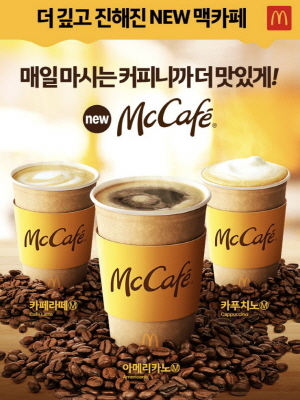 더 깊고 진해진 NEW 맥카페
매일 마시는 커피니까 더 맛있게!
new McCafé®
McCafé
McCafé
McCafé
카페라떼Ⓜ
Cafe Latte
카푸치노Ⓜ
Cappuccino
아메리카노Ⓜ
Americano